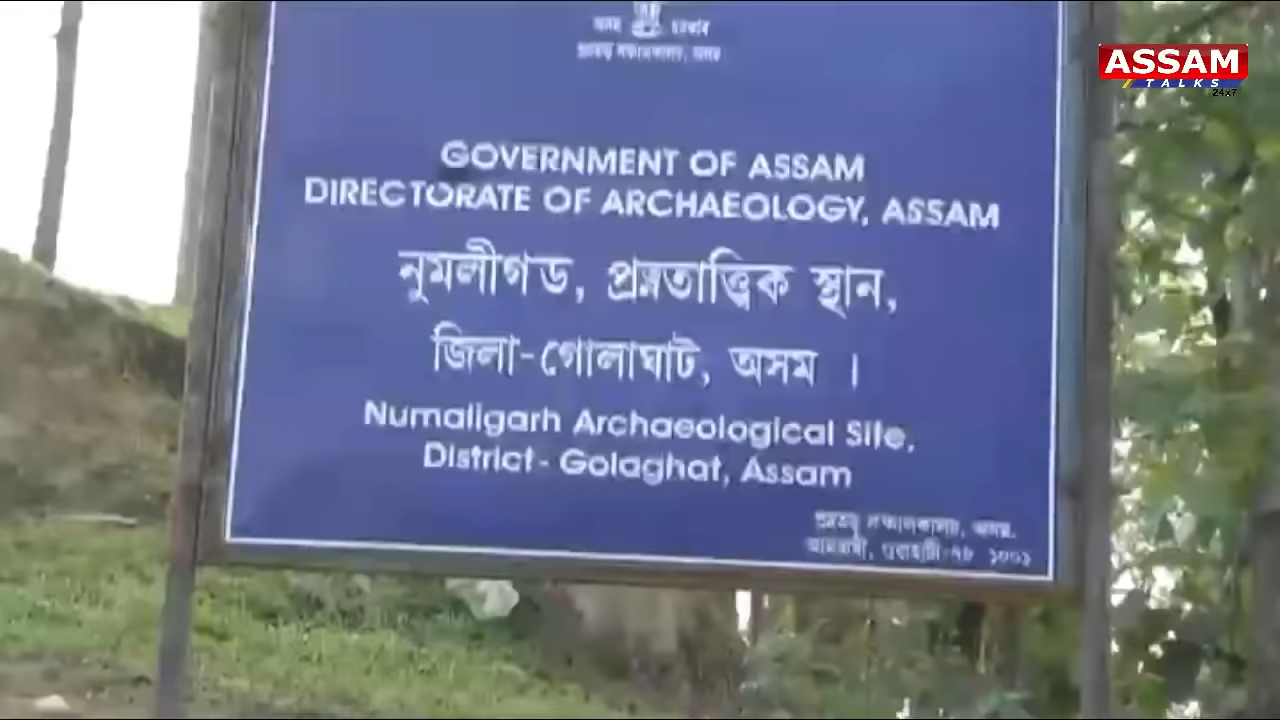 ASSAM
TALKS
24x7
GOVERNMENT OF ASSAM
DIRECTORATE OF ARCHAEOLOGY, ASSAM
নুমলীগড, প্রত্নতাত্ত্বিক স্থান,
জিলা-গোলাঘাট, অসম ।
Numaligarh Archaeological Site,
District - Golaghat, Assam